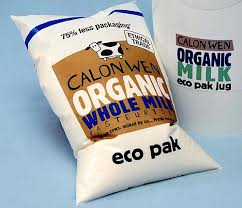 75% less packaging*
ETHICAL
TRADE
CALON WEN
ORGANIC
WHOLE MILK
PASTEURISED
eco pak
CALON WEN
ORGANIC
MILK
eco pak jug